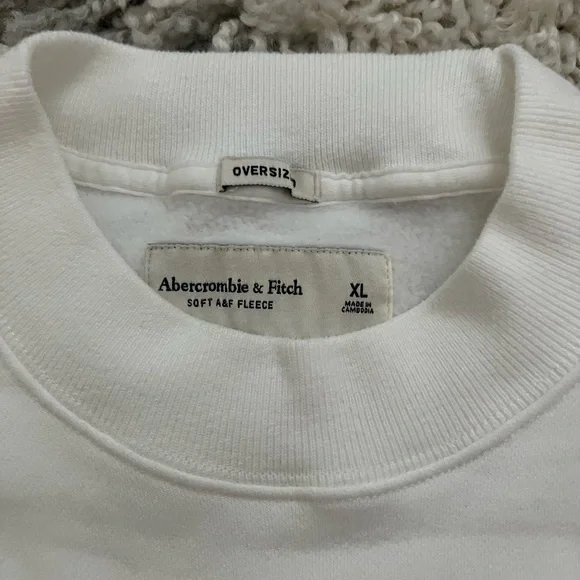 OVERSIZ
Abercrombie & Fitch
SOFT A&F FLEECE
XL
MADE IN
CAMBODIA